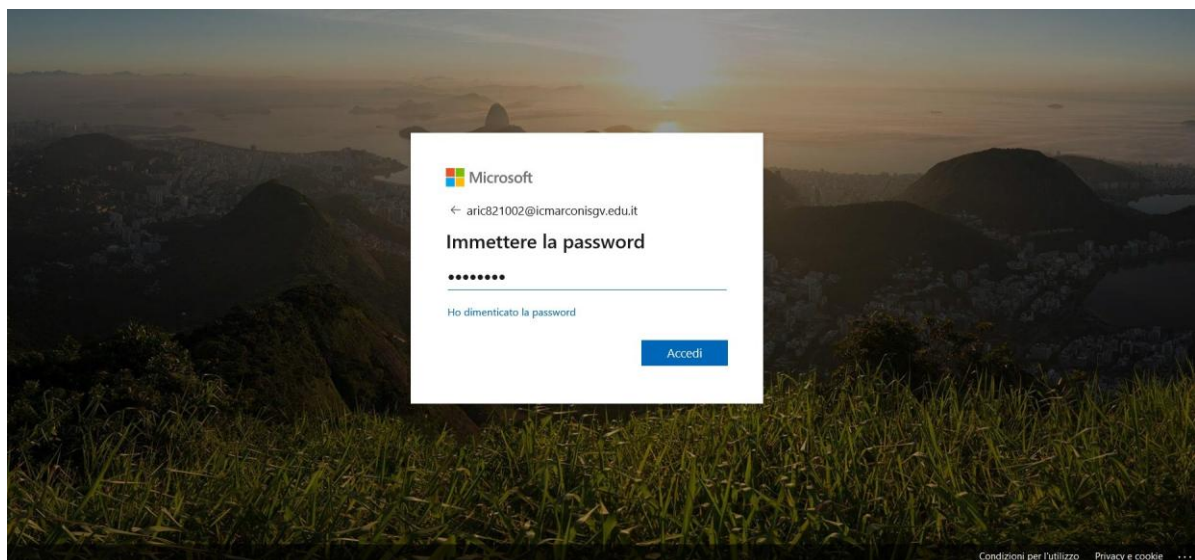 Microsoft
← aric821002@icmarconisgv.edu.it
Immettere la password
••••••••
Ho dimenticato la password
Accedi
Condizioni per l'utilizzo Privacy e cookie ...